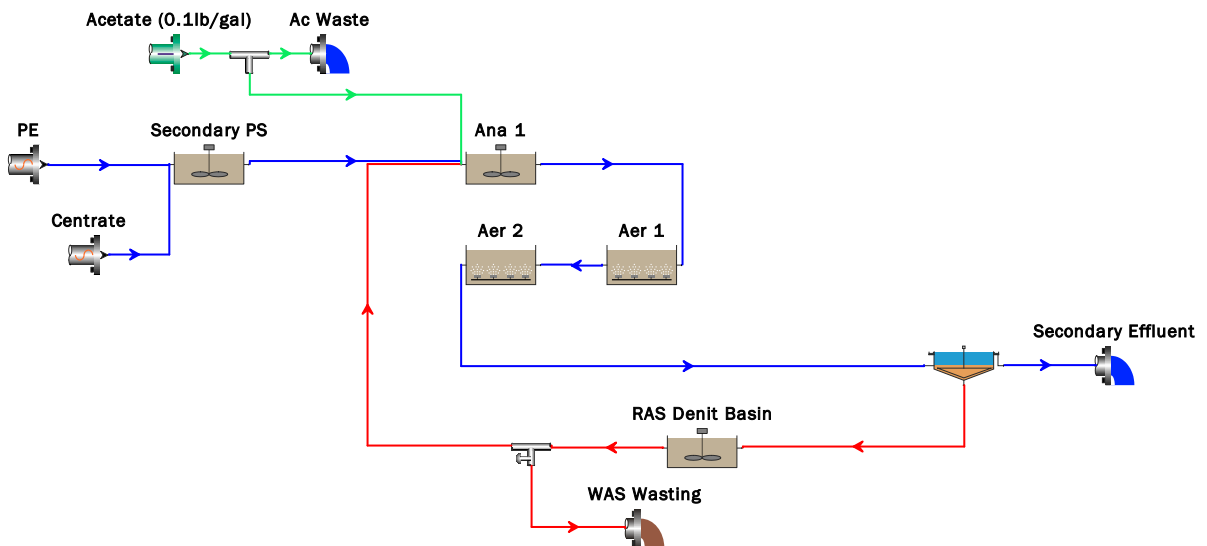 Acetate (0.1lb/gal)
Ac Waste
PE
Secondary PS
Ana 1
Centrate
Aer 2
Aer 1
Secondary Effluent
RAS Denit Basin
WAS Wasting